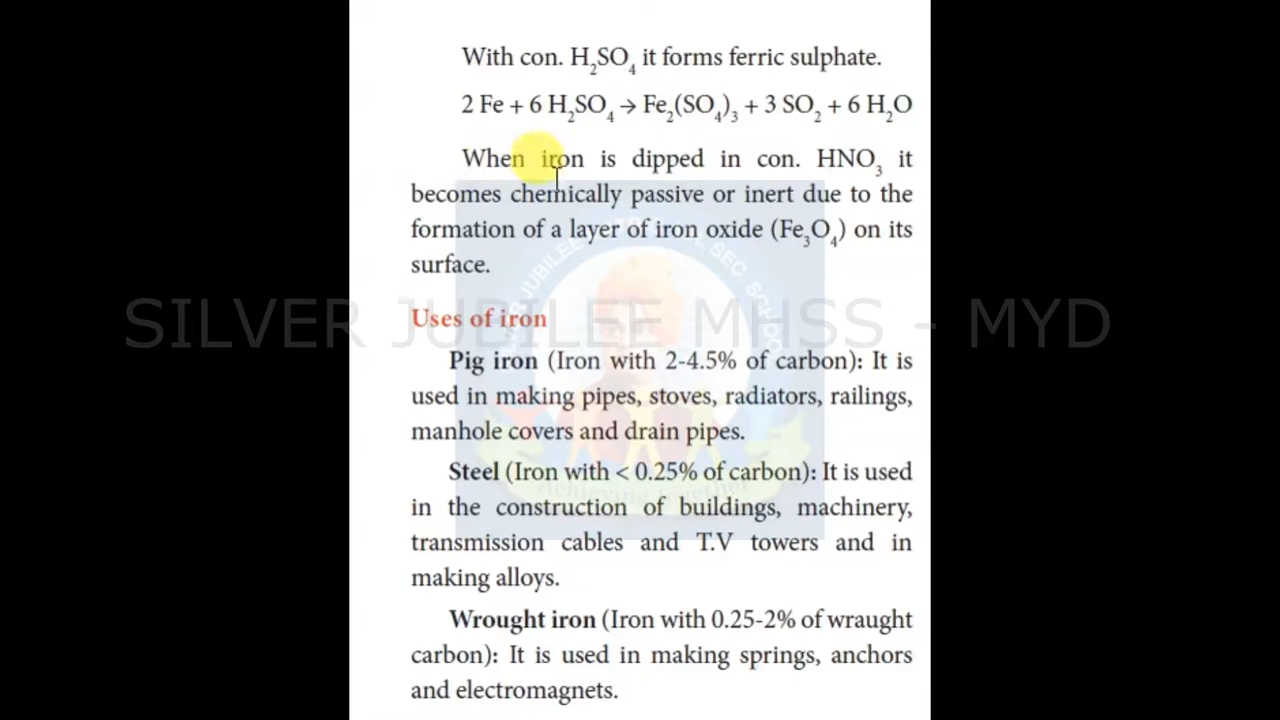 With con. H₂SO₄ it forms ferric sulphate.
2 Fe + 6 H₂SO₄ → Fe₂(SO₄)₃ + 3 SO₂ + 6 H₂O
When iron is dipped in con. HNO₃ it
becomes chemically passive or inert due to the
formation of a layer of iron oxide (Fe₃O₄) on its
surface.
SILVER JUBILEE MHSS - MYD
Uses of iron
Pig iron (Iron with 2-4.5% of carbon): It is
used in making pipes, stoves, radiators, railings,
manhole covers and drain pipes.
Steel (Iron with < 0.25% of carbon): It is used
in the construction of buildings, machinery,
transmission cables and T.V towers and in
making alloys.
Wrought iron (Iron with 0.25-2% of wraught
carbon): It is used in making springs, anchors
and electromagnets.